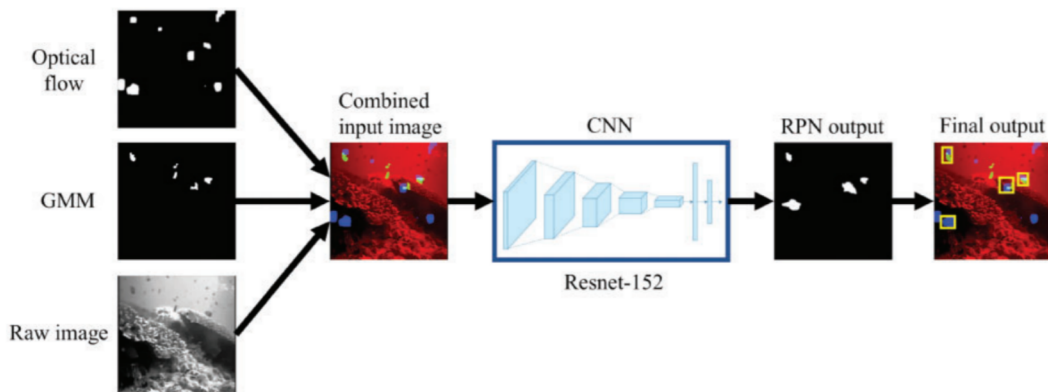 Optical
flow
GMM
Raw image
Combined
input image
CNN
Resnet-152
RPN output
Final output